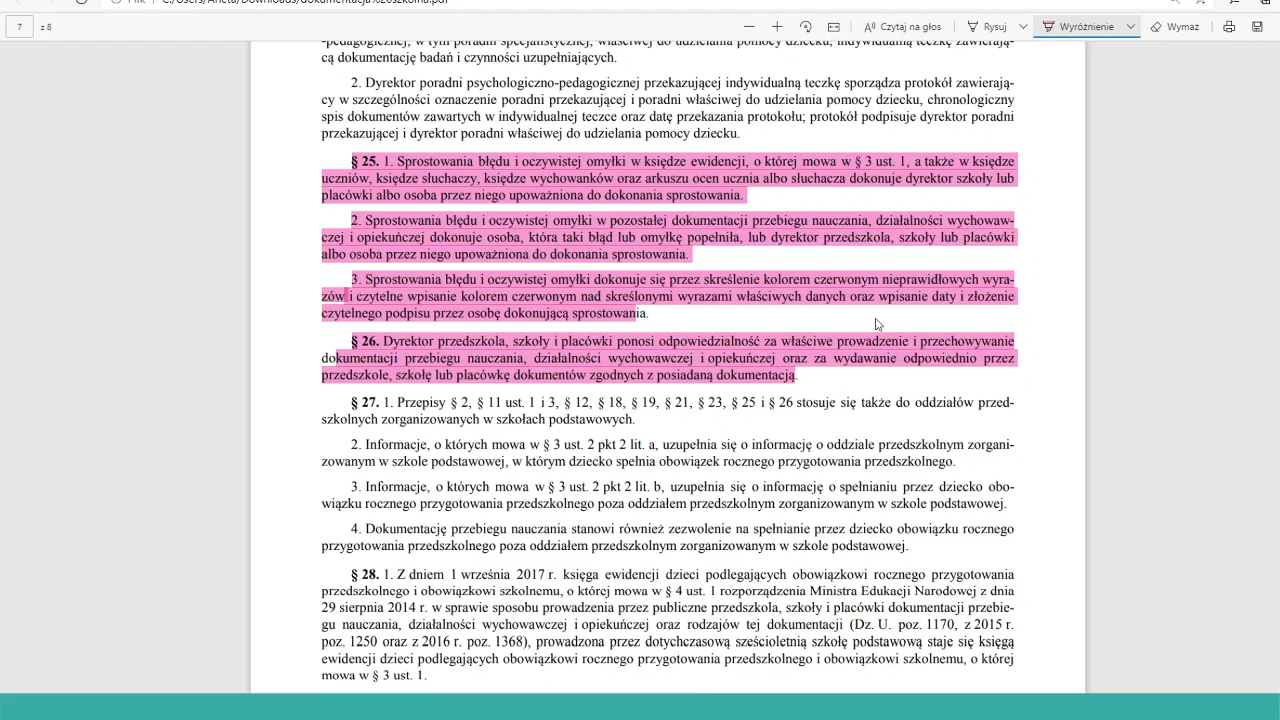 Plik
C:/Users/Aneta/Downloads/dokumentacja%20szkolna.pdf
7 z 8
Czytaj na głos
Rysuj
Wyróżnienie
Wymaż
-pedagogicznej, w tym poradni specjalistycznej, właściwej do udzielania pomocy dziecku, indywidualną teczkę zawierają-
cą dokumentację badań i czynności uzupełniających.
2. Dyrektor poradni psychologiczno-pedagogicznej przekazującej indywidualną teczkę sporządza protokół zawierają-
cy w szczególności oznaczenie poradni przekazującej i poradni właściwej do udzielania pomocy dziecku, chronologiczny
spis dokumentów zawartych w indywidualnej teczce oraz datę przekazania protokołu; protokół podpisuje dyrektor poradni
przekazującej i dyrektor poradni właściwej do udzielania pomocy dziecku.
§ 25. 1. Sprostowania błędu i oczywistej omyłki w księdze ewidencji, o której mowa w § 3 ust. 1, a także w księdze
uczniów, księdze słuchaczy, księdze wychowanków oraz arkuszu ocen ucznia albo słuchacza dokonuje dyrektor szkoły lub
placówki albo osoba przez niego upoważniona do dokonania sprostowania.
2. Sprostowania błędu i oczywistej omyłki w pozostałej dokumentacji przebiegu nauczania, działalności wychowaw-
czej i opiekuńczej dokonuje osoba, która taki błąd lub omyłkę popełniła, lub dyrektor przedszkola, szkoły lub placówki
albo osoba przez niego upoważniona do dokonania sprostowania.
3. Sprostowania błędu i oczywistej omyłki dokonuje się przez skreślenie kolorem czerwonym nieprawidłowych wyra-
zów i czytelne wpisanie kolorem czerwonym nad skreślonymi wyrazami właściwych danych oraz wpisanie daty i złożenie
czytelnego podpisu przez osobę dokonującą sprostowania.
§ 26. Dyrektor przedszkola, szkoły i placówki ponosi odpowiedzialność za właściwe prowadzenie i przechowywanie
dokumentacji przebiegu nauczania, działalności wychowawczej i opiekuńczej oraz za wydawanie odpowiednio przez
przedszkole, szkołę lub placówkę dokumentów zgodnych z posiadaną dokumentacją.
§ 27. 1. Przepisy § 2, § 11 ust. 1 i 3, § 12, § 18, § 19, § 21, § 23, § 25 i § 26 stosuje się także do oddziałów przed-
szkolnych zorganizowanych w szkołach podstawowych.
2. Informacje, o których mowa w § 3 ust. 2 pkt 2 lit. a, uzupełnia się o informację o oddziale przedszkolnym zorgani-
zowanym w szkole podstawowej, w którym dziecko spełnia obowiązek rocznego przygotowania przedszkolnego.
3. Informacje, o których mowa w § 3 ust. 2 pkt 2 lit. b, uzupełnia się o informację o spełnianiu przez dziecko obo-
wiązku rocznego przygotowania przedszkolnego poza oddziałem przedszkolnym zorganizowanym w szkole podstawowej.
4. Dokumentację przebiegu nauczania stanowi również zezwolenie na spełnianie przez dziecko obowiązku rocznego
przygotowania przedszkolnego poza oddziałem przedszkolnym zorganizowanym w szkole podstawowej.
§ 28. 1. Z dniem 1 września 2017 r. księga ewidencji dzieci podlegających obowiązkowi rocznego przygotowania
przedszkolnego i obowiązkowi szkolnemu, o której mowa w § 4 ust. 1 rozporządzenia Ministra Edukacji Narodowej z dnia
29 sierpnia 2014 r. w sprawie sposobu prowadzenia przez publiczne przedszkola, szkoły i placówki dokumentacji przebie-
gu nauczania, działalności wychowawczej i opiekuńczej oraz rodzajów tej dokumentacji (Dz. U. poz. 1170, z 2015 r.
poz. 1250 oraz z 2016 r. poz. 1368), prowadzona przez dotychczasową sześcioletnią szkołę podstawową staje się księgą
ewidencji dzieci podlegających obowiązkowi rocznego przygotowania przedszkolnego i obowiązkowi szkolnemu, o której
mowa w § 3 ust. 1.